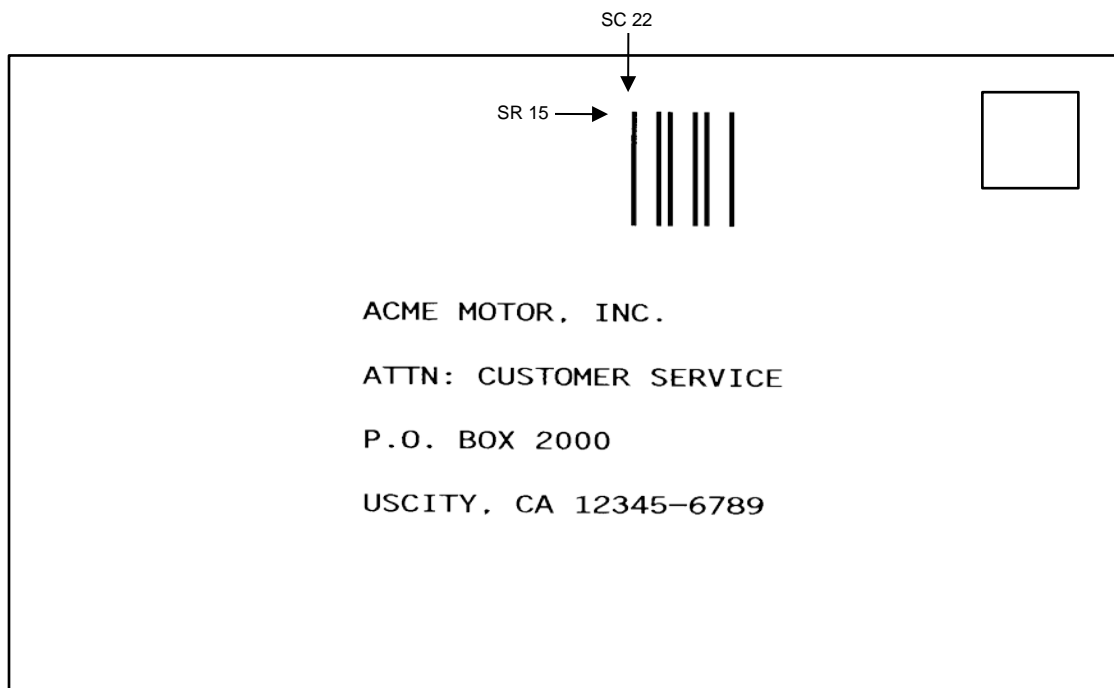 SC 22
SR 15
ACME MOTOR, INC.
ATTN: CUSTOMER SERVICE
P.O. BOX 2000
USCITY, CA 12345-6789